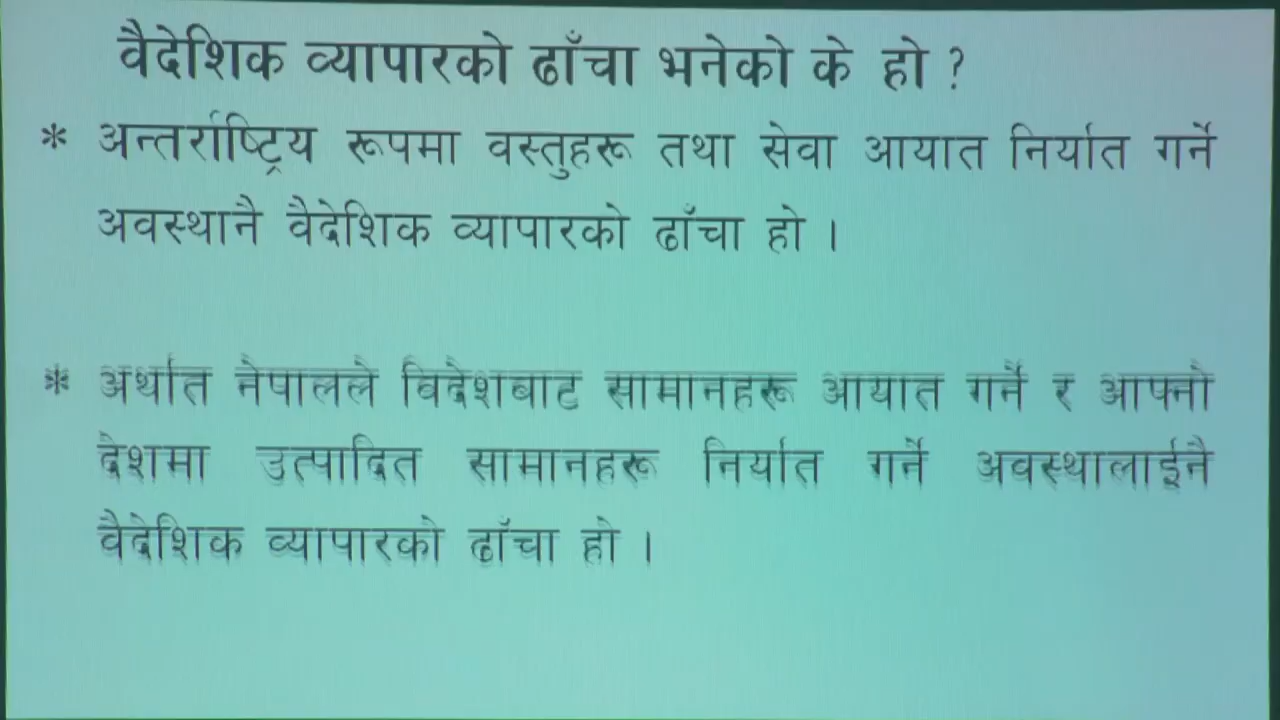 वैदेशिक व्यापारको ढाँचा भनेको के हो ?
* अन्तर्राष्ट्रिय रूपमा वस्तुहरू तथा सेवा आयात निर्यात गर्ने
अवस्थानै वैदेशिक व्यापारको ढाँचा हो ।
* अर्थात नेपालले विदेशबाट सामानहरू आयात गर्ने र आफ्नो
देशमा उत्पादित सामानहरू निर्यात गर्ने अवस्थालाईनै
वैदेशिक व्यापारको ढाँचा हो ।